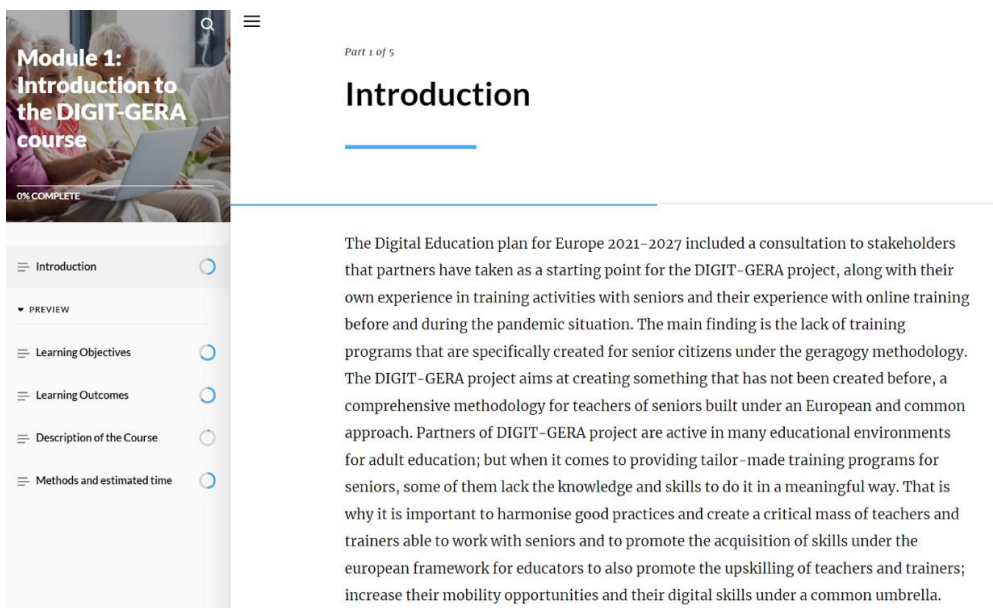 Module 1:
Introduction to
the DIGIT-GERA
course
0% COMPLETE
Introduction
PREVIEW
Learning Objectives
Learning Outcomes
Description of the Course
Methods and estimated time
Part 1 of 5
Introduction
The Digital Education plan for Europe 2021-2027 included a consultation to stakeholders
that partners have taken as a starting point for the DIGIT-GERA project, along with their
own experience in training activities with seniors and their experience with online training
before and during the pandemic situation. The main finding is the lack of training
programs that are specifically created for senior citizens under the geragogy methodology.
The DIGIT-GERA project aims at creating something that has not been created before, a
comprehensive methodology for teachers of seniors built under an European and common
approach. Partners of DIGIT-GERA project are active in many educational environments
for adult education; but when it comes to providing tailor-made training programs for
seniors, some of them lack the knowledge and skills to do it in a meaningful way. That is
why it is important to harmonise good practices and create a critical mass of teachers and
trainers able to work with seniors and to promote the acquisition of skills under the
european framework for educators to also promote the upskilling of teachers and trainers;
increase their mobility opportunities and their digital skills under a common umbrella.